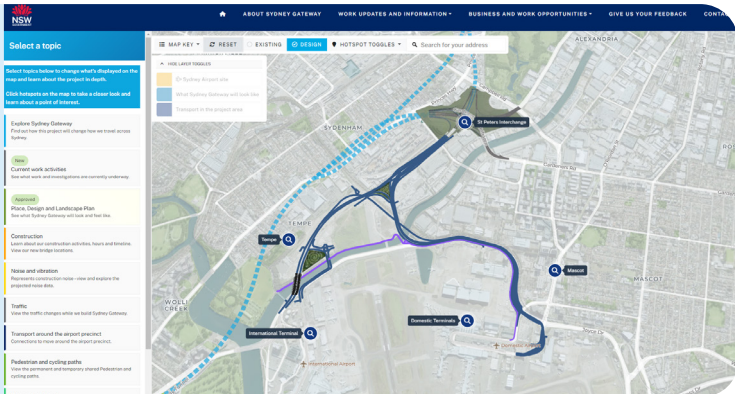 NSW
ABOUT SYDNEY GATEWAY
WORK UPDATES AND INFORMATION
BUSINESS AND WORK OPPORTUNITIES
GIVE US YOUR FEEDBACK
Select a topic
Select topics below to change what's displayed on the
map and learn about the project in depth.
Click hotspots on the map to take a closer look and
learn about a point of interest.
Explore Sydney Gateway
Find out how this project will change how we travel across
Sydney.
New
Current work activities
See what work and investigations are currently underway.
Approved
Place, Design and Landscape Plan
See what Sydney Gateway will look and feel like.
Construction
Learn about our construction activities, hours and timeline.
View our new bridge locations.
Noise and vibration
Represents construction noise - view and explore the
projected noise data.
Traffic
View the traffic changes while we build Sydney Gateway.
Transport around the airport precinct
Connections to move around the airport precinct.
Pedestrian and cycling paths
View the permanent and temporary shared Pedestrian and
cycling paths.
MAP KEY
RESET
EXISTING
DESIGN
HOTSPOT TOGGLES
Search for your address
HIDE LAYER TOGGLES
Sydney Airport site
What Sydney Gateway will look like
Transport in the project area
ALEXANDRIA
SYDENHAM
St Peters Interchange
TEMPE
Tempe
WOLLI
CREEK
Mascot
MASCOT
Domestic Terminals
International Terminal
International Airport